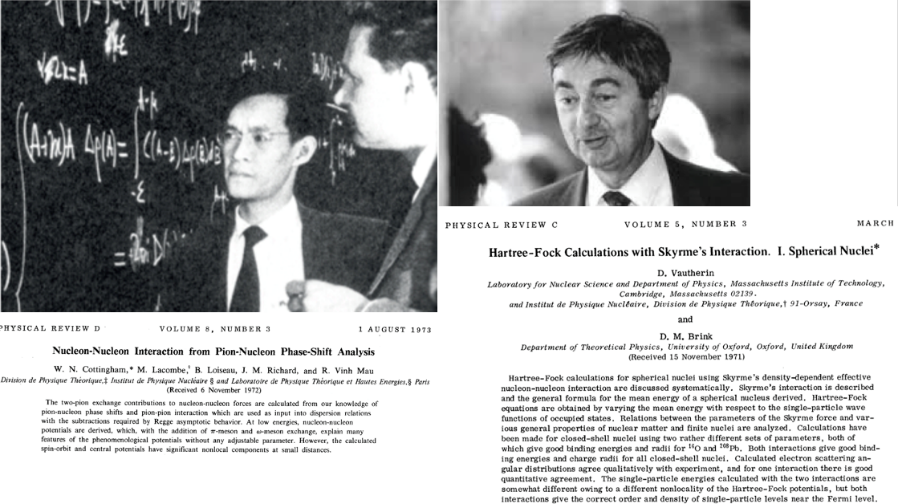 PHYSICAL REVIEW D VOLUME 8, NUMBER 3 1 AUGUST 1973
Nucleon-Nucleon Interaction from Pion-Nucleon Phase-Shift Analysis
W. N. Cottingham,* M. Lacombe,† B. Loiseau, J. M. Richard, and R. Vinh Mau
Division de Physique Théorique,‡ Institut de Physique Nucléaire § and Laboratoire de Physique Théorique et Hautes Energies,§ Paris
(Received 6 November 1972)
The two-pion exchange contributions to nucleon-nucleon forces are calculated from our knowledge of
pion-nucleon phase shifts and pion-pion interaction which are used as input into dispersion relations
with the subtractions required by Regge asymptotic behavior. At low energies, nucleon-nucleon
potentials are derived, which, with the addition of π-meson and ω-meson exchange, explain many
features of the phenomenological potentials without any adjustable parameter. However, the calculated
spin-orbit and central potentials have significant nonlocal components at small distances.
PHYSICAL REVIEW C VOLUME 5, NUMBER 3 MARCH
Hartree-Fock Calculations with Skyrme's Interaction. I. Spherical Nuclei*
D. Vautherin
Laboratory for Nuclear Science and Department of Physics, Massachusetts Institute of Technology,
Cambridge, Massachusetts 02139.
and Institut de Physique Nucléaire, Division de Physique Théorique,† 91-Orsay, France
and
D. M. Brink
Department of Theoretical Physics, University of Oxford, Oxford, United Kingdom
(Received 15 November 1971)
Hartree-Fock calculations for spherical nuclei using Skyrme's density-dependent effective
nucleon-nucleon interaction are discussed systematically. Skyrme's interaction is described
and the general formula for the mean energy of a spherical nucleus derived. Hartree-Fock
equations are obtained by varying the mean energy with respect to the single-particle wave
functions of occupied states. Relations between the parameters of the Skyrme force and var-
ious general properties of nuclear matter and finite nuclei are analyzed. Calculations have
been made for closed-shell nuclei using two rather different sets of parameters, both of
which give good binding energies and radii for and ²⁰⁸Pb. Both interactions give good bind-
ing energies and charge radii for all closed-shell nuclei. Calculated electron scattering an-
gular distributions agree qualitatively with experiment, and for one interaction there is good
quantitative agreement. The single-particle energies calculated with the two interactions are
somewhat different owing to a different nonlocality of the Hartree-Fock potentials, but both
interactions give the correct order and density of single-particle levels near the Fermi level.